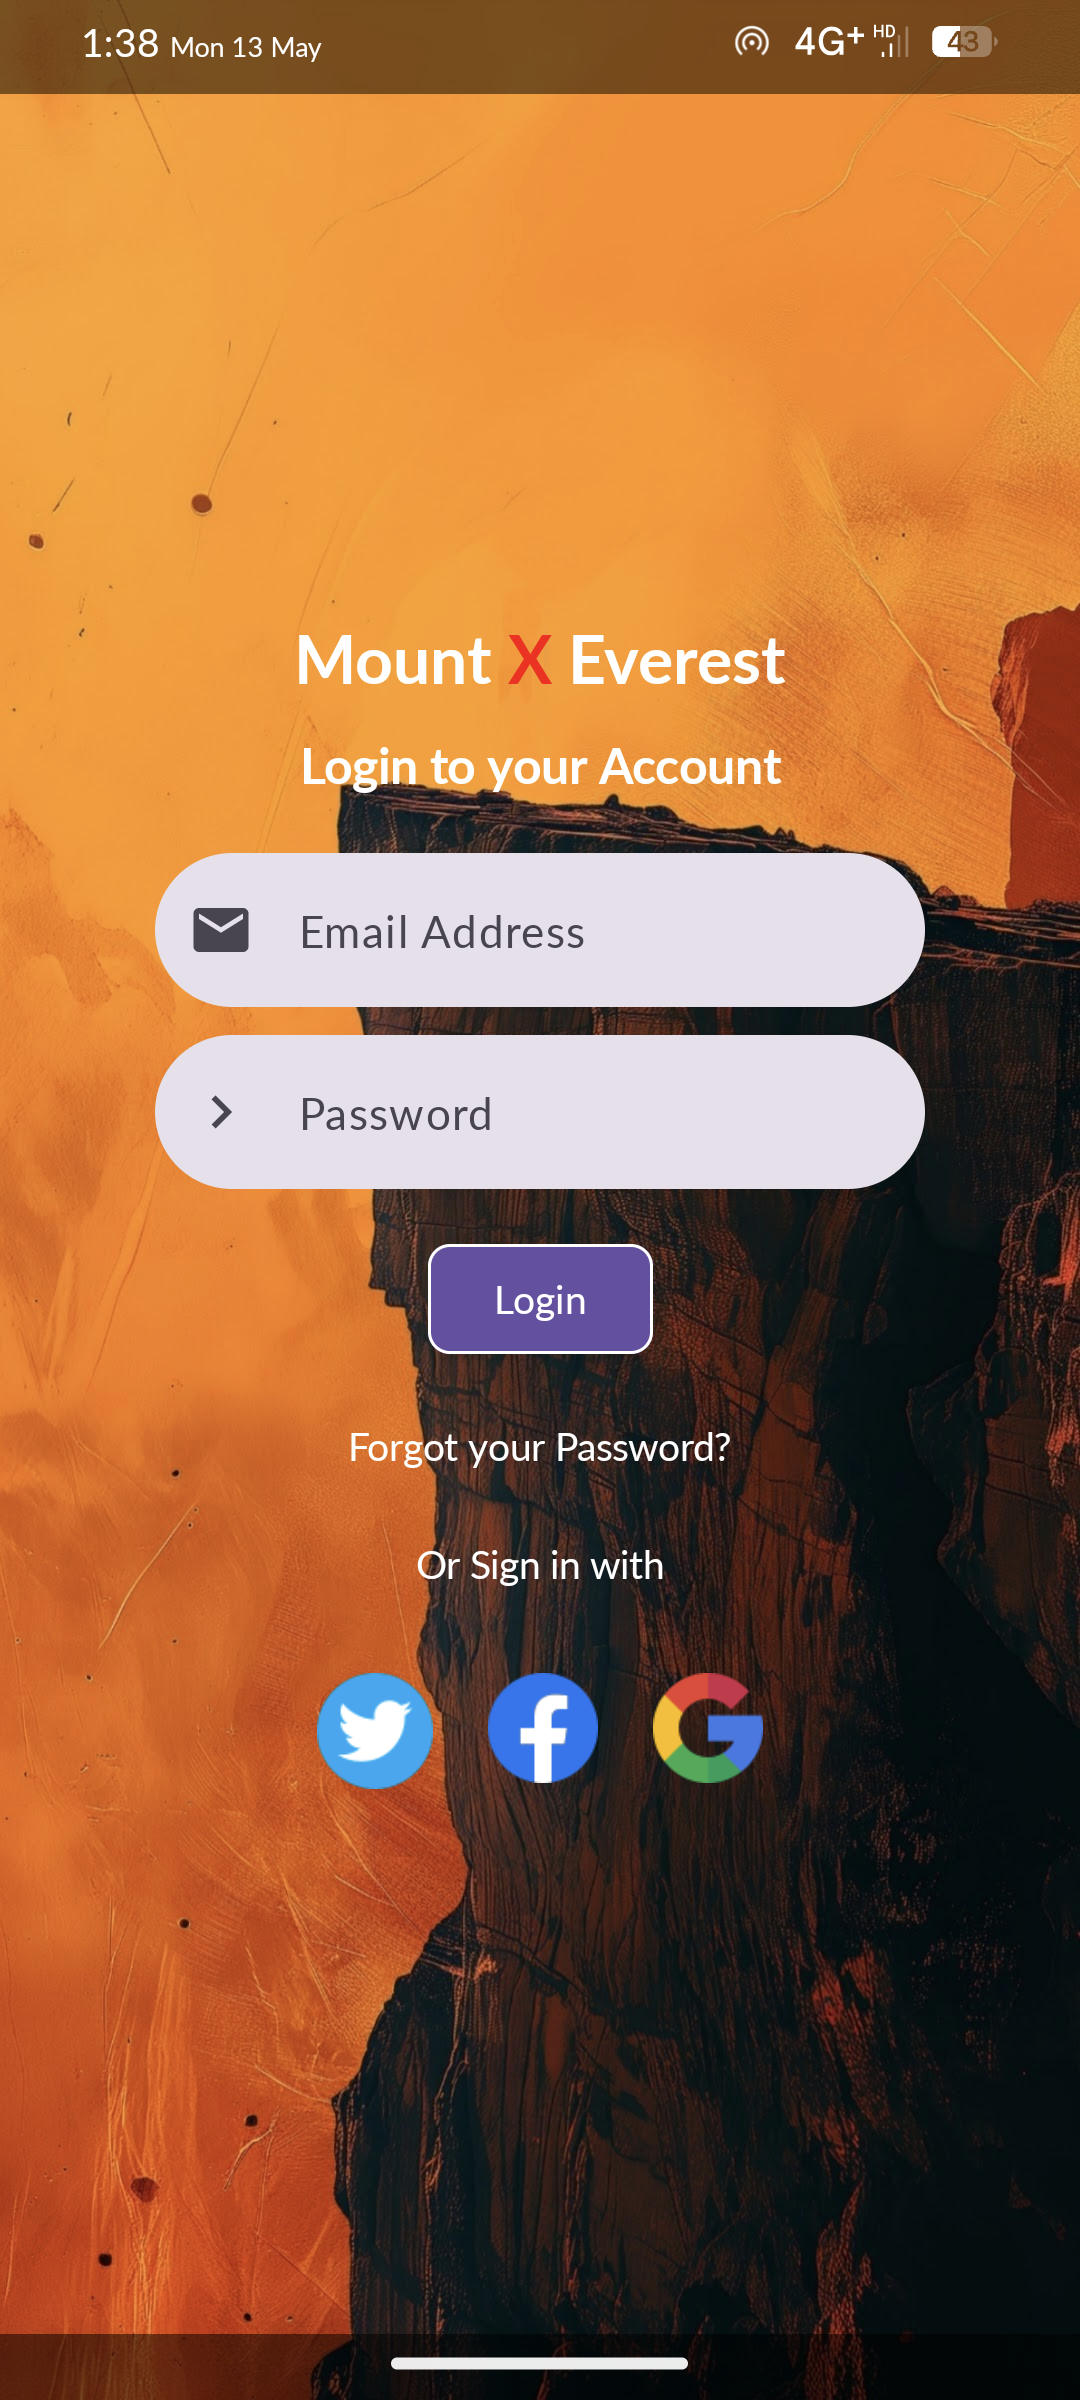 1:38 Mon 13 May 4G+ HD 43
Mount X Everest
Login to your Account
Email Address
Password
Login
Forgot your Password?
Or Sign in with